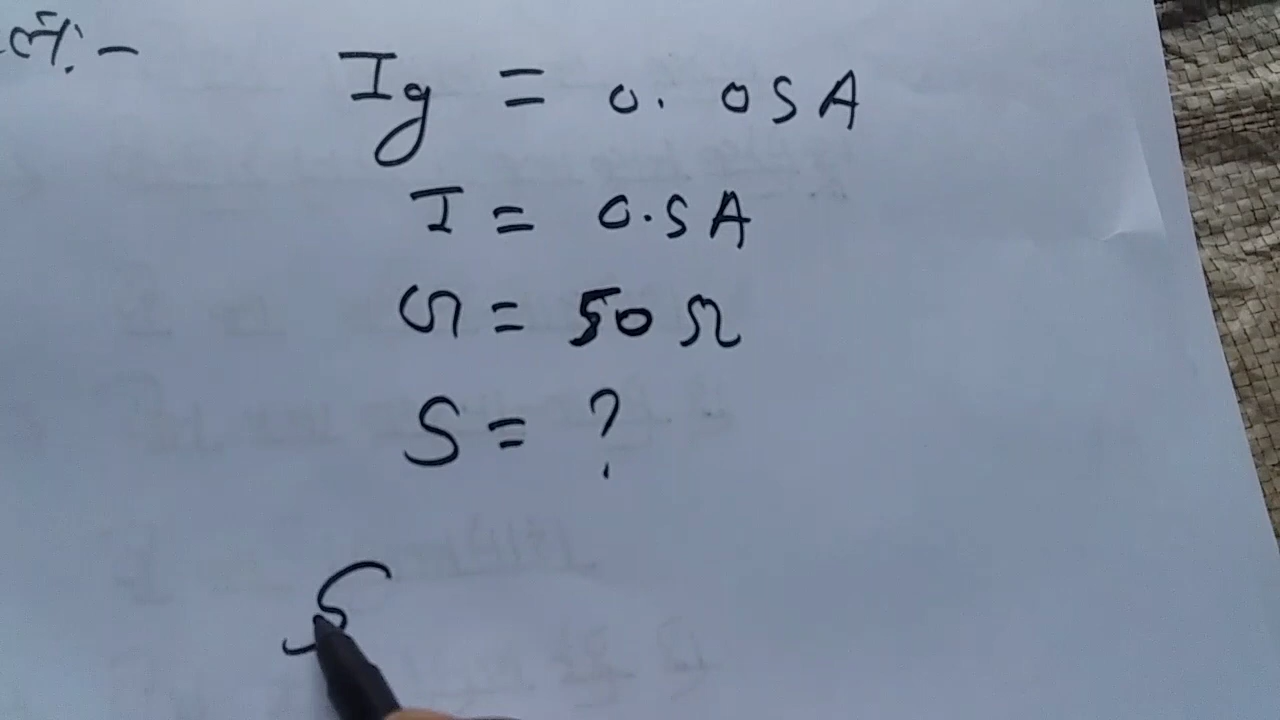 Ig = 0.05A
I = 0.5A
G = 50 Ω
S = ?
S